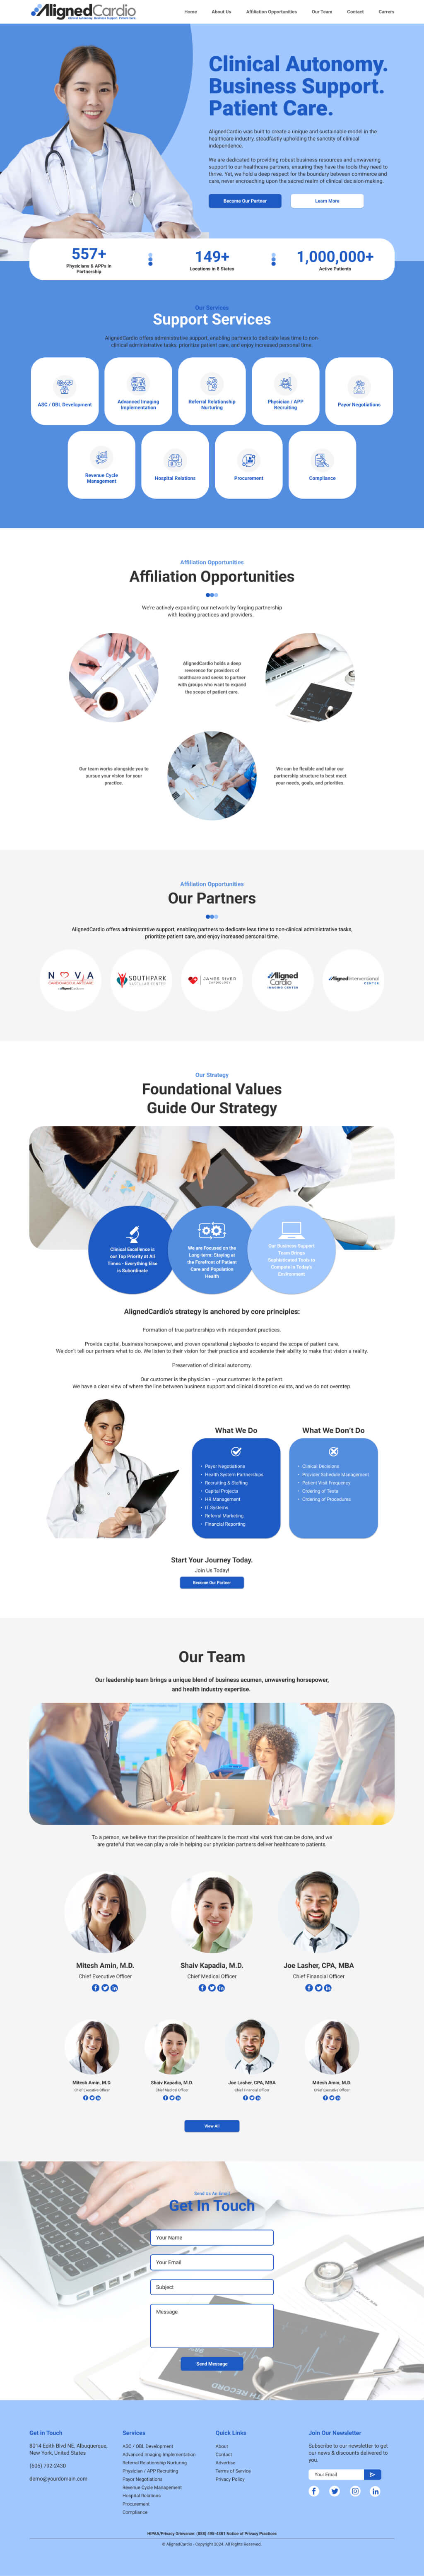 AlignedCardio
Clinical Autonomy. Business Support. Patient Care.
Home About Us Affiliation Opportunities Our Team Contact Carrers
Clinical Autonomy.
Business Support.
Patient Care.
AlignedCardio was built to create a unique and sustainable model in the
healthcare industry, steadfastly upholding the sanctity of clinical
independence.
We are dedicated to providing robust business resources and unwavering
support to our healthcare partners, ensuring they have the tools they need to
thrive. Yet, we hold a deep respect for the boundary between commerce and
care, never encroaching upon the sacred realm of clinical decision-making.
Become Our Partner
Learn More
557+
Physicians & APPs in
Partnership
149+
Locations in 8 States
1,000,000+
Active Patients
Our Services
Support Services
AlignedCardio offers administrative support, enabling partners to dedicate less time to non-
clinical administrative tasks, prioritize patient care, and enjoy increased personal time.
ASC / OBL Development
Advanced Imaging
Implementation
Referral Relationship
Nurturing
Physician / APP
Recruiting
Payor Negotiations
Revenue Cycle
Management
Hospital Relations
Procurement
Compliance
Affiliation Opportunities
Affiliation Opportunities
We're actively expanding our network by forging partnership
with leading practices and providers.
AlignedCardio holds a deep
reverence for providers of
healthcare and seeks to partner
with groups who want to expand
the scope of patient care.
Our team works alongside you to
pursue your vision for your
practice.
We can be flexible and tailor our
partnership structure to best meet
your needs, goals, and priorities.
Affiliation Opportunities
Our Partners
AlignedCardio offers administrative support, enabling partners to dedicate less time to non-clinical administrative tasks,
prioritize patient care, and enjoy increased personal time.
NOVA
CARDIOVASCULAR CARE
SOUTHPARK
VASCULAR CENTER
JAMES RIVER
CARDIOLOGY
Aligned
Cardio
IMAGING CENTER
AlignedInterventional
CENTER
Our Strategy
Foundational Values
Guide Our Strategy
Clinical Excellence is
our Top Priority at All
Times - Everything Else
is Subordinate
We are Focused on the
Long-term: Staying at
the Forefront of Patient
Care and Population
Health
Our Business Support
Team Brings
Sophisticated Tools to
Compete in Today's
Environment
AlignedCardio's strategy is anchored by core principles:
Formation of true partnerships with independent practices.
Provide capital, business horsepower, and proven operational playbooks to expand the scope of patient care.
We don't tell our partners what to do. We listen to their vision for their practice and accelerate their ability to make that vision a reality.
Preservation of clinical autonomy.
Our customer is the physician – your customer is the patient.
We have a clear view of where the line between business support and clinical discretion exists, and we do not overstep.
What We Do
• Payor Negotiations
• Health System Partnerships
• Recruiting & Staffing
• Capital Projects
• HR Management
• IT Systems
• Referral Marketing
• Financial Reporting
What We Don't Do
• Clinical Decisions
• Provider Schedule Management
• Patient Visit Frequency
• Ordering of Tests
• Ordering of Procedures
Start Your Journey Today.
Join Us Today!
Become Our Partner
Our Team
Our leadership team brings a unique blend of business acumen, unwavering horsepower,
and health industry expertise.
To a person, we believe that the provision of healthcare is the most vital work that can be done, and we
are grateful that we can play a role in helping our physician partners deliver healthcare to patients.
Mitesh Amin, M.D.
Chief Executive Officer
Shaiv Kapadia, M.D.
Chief Medical Officer
Joe Lasher, CPA, MBA
Chief Financial Officer
Mitesh Amin, M.D.
Chief Executive Officer
Shaiv Kapadia, M.D.
Chief Medical Officer
Joe Lasher, CPA, MBA
Chief Financial Officer
Mitesh Amin, M.D.
Chief Executive Officer
View All
Send Us An Email
Get In Touch
Your Name
Your Email
Subject
Message
Send Message
RECORD
Get in Touch
8014 Edith Blvd NE, Albuquerque,
New York, United States
(505) 792-2430
demo@yourdomain.com
Services
ASC / OBL Development
Advanced Imaging Implementation
Referral Relationship Nurturing
Physician / APP Recruiting
Payor Negotiations
Revenue Cycle Management
Hospital Relations
Procurement
Compliance
Quick Links
About
Contact
Advertise
Terms of Service
Privacy Policy
Join Our Newsletter
Subscribe to our newsletter to get
our news & discounts delivered to
you.
Your Email
HIPAA/Privacy Grievance: (888) 495-4581 Notice of Privacy Practices
© AlignedCardio - Copyright 2024. All Rights Reserved.